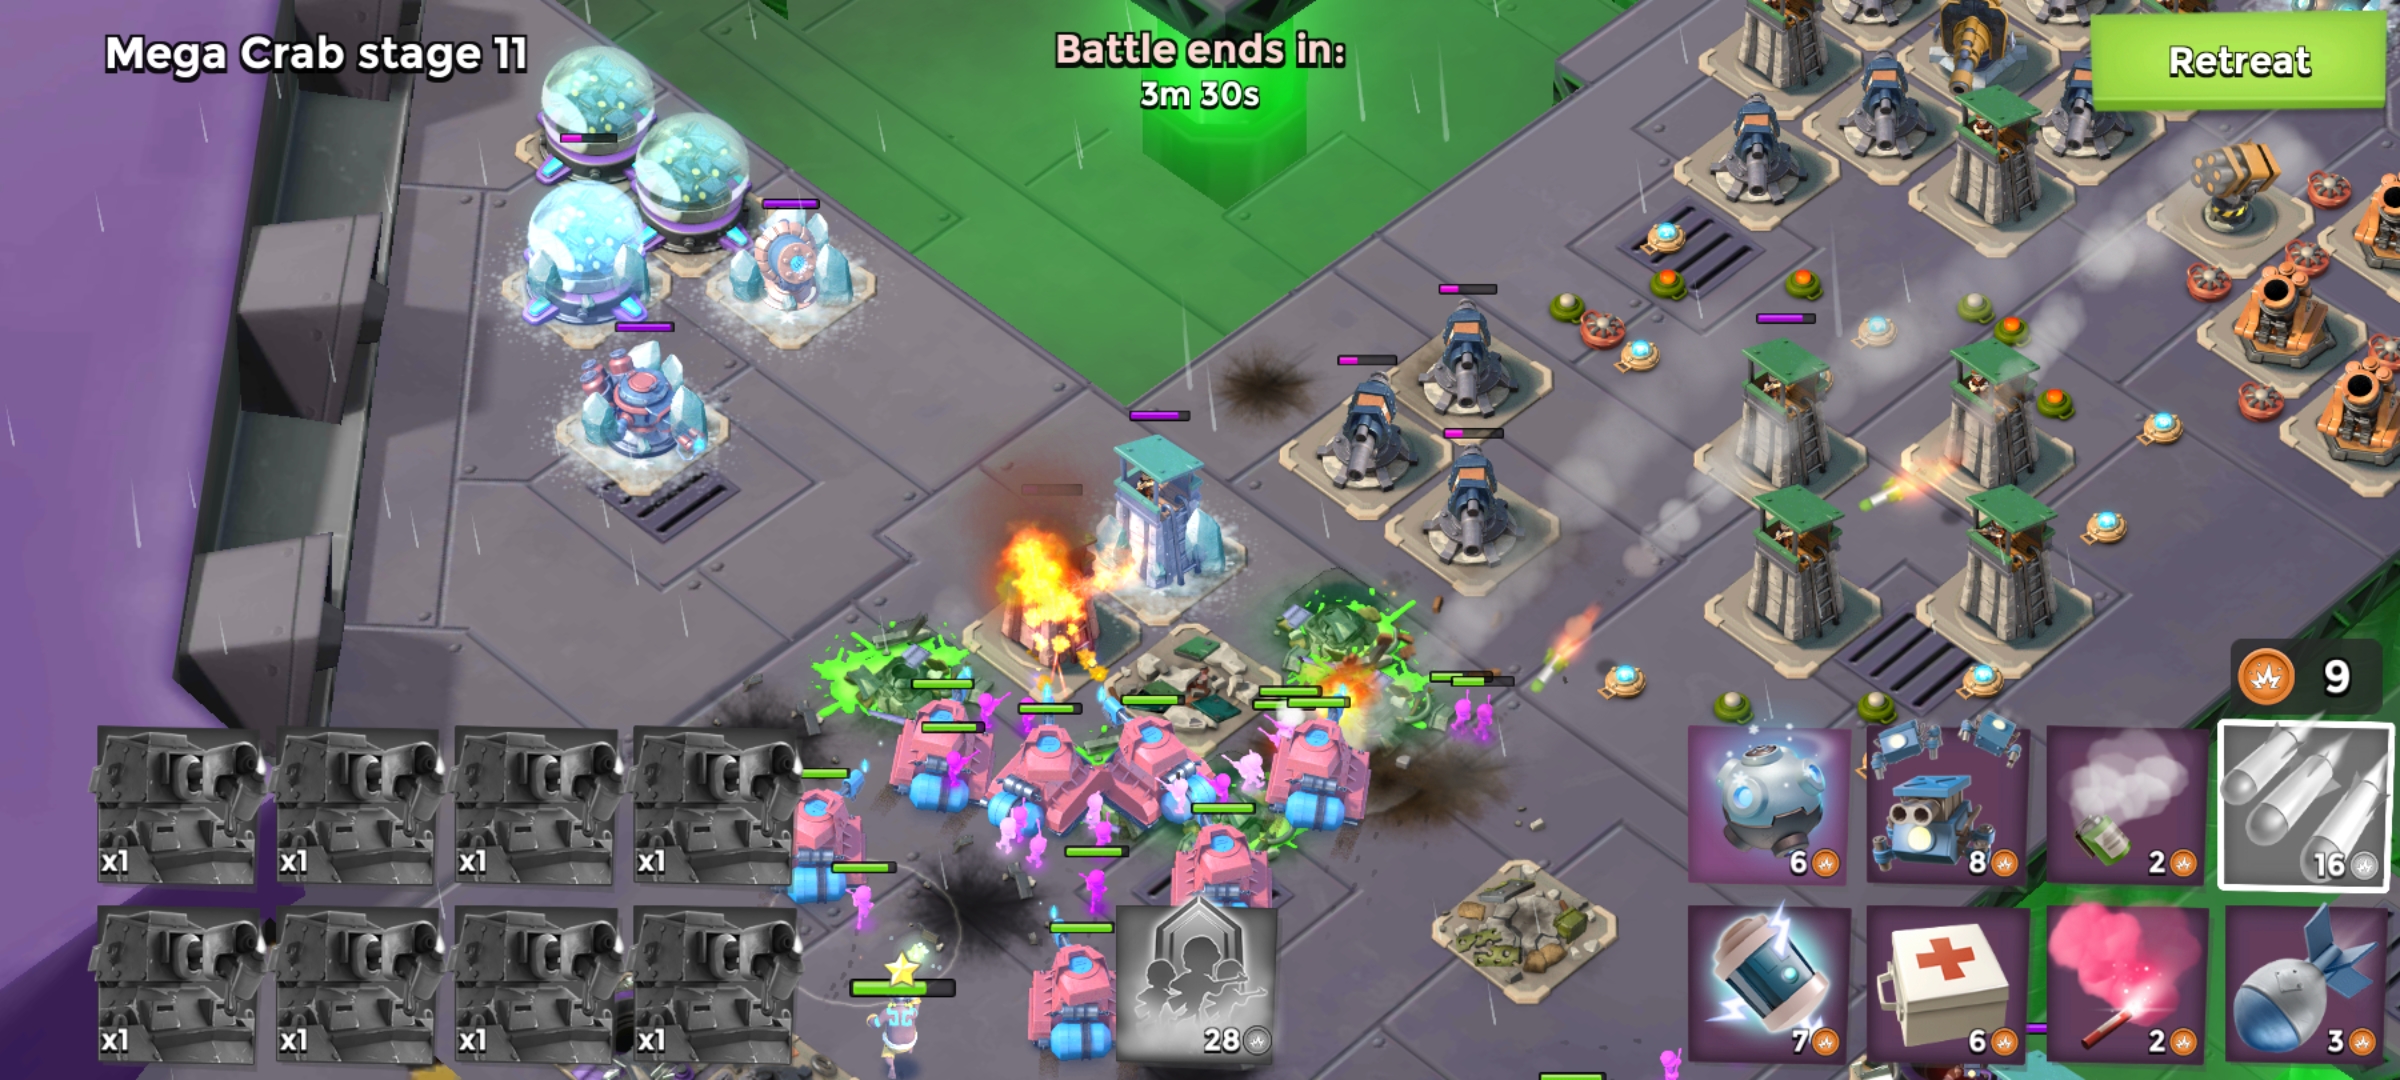 Mega Crab stage 11
Battle ends in:
3m 30s
Retreat
9
x1
x1
x1
x1
6
8
2
16
x1
x1
x1
x1
28
7
6
2
3